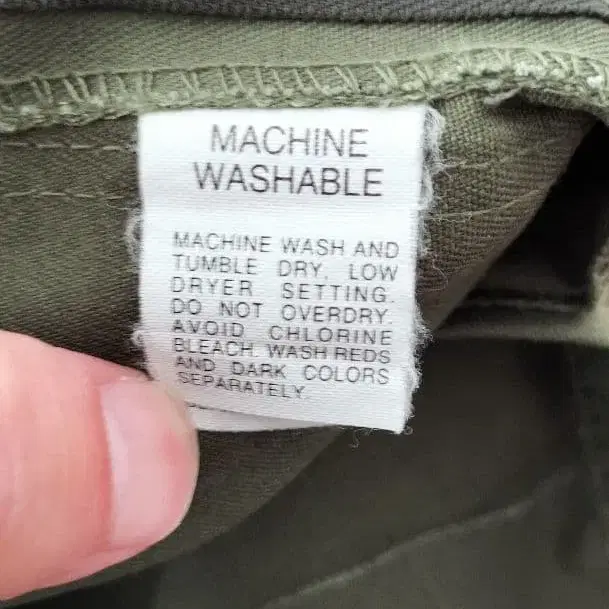 MACHINE
WASHABLE
MACHINE WASH AND
TUMBLE DRY. LOW
DRYER SETTING.
DO NOT OVERDRY.
AVOID CHLORINE
BLEACH. WASH REDS
AND DARK COLORS
SEPARATELY.